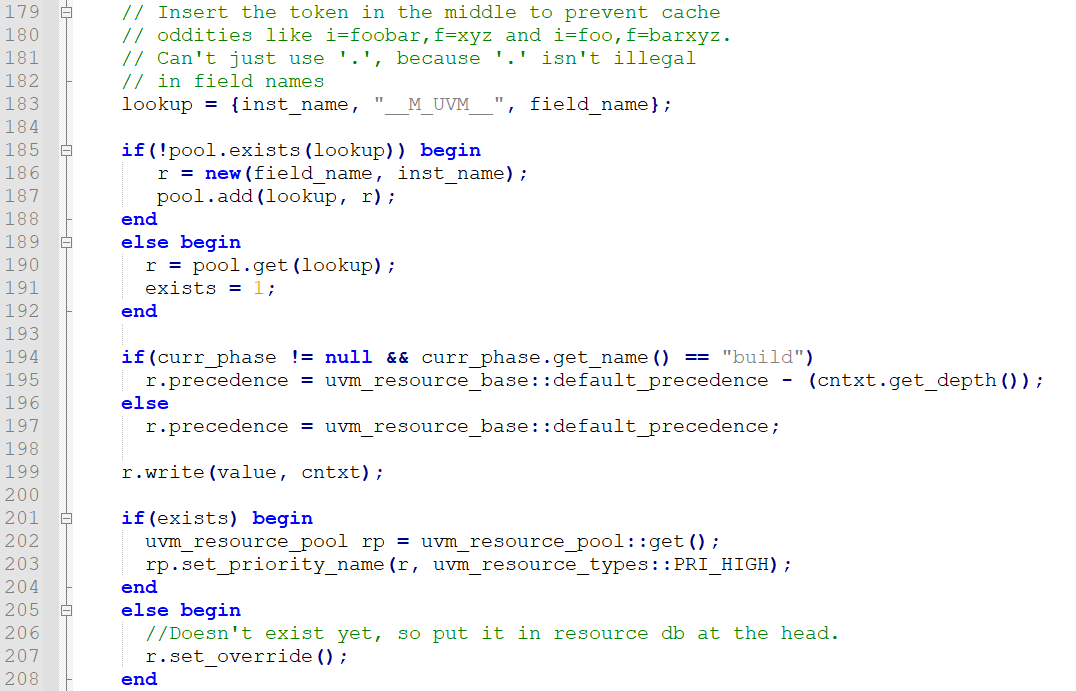 179 // Insert the token in the middle to prevent cache
180 // oddities like i=foobar,f=xyz and i=foo,f=barxyz.
181 // Can't just use '.', because '.' isn't illegal
182 // in field names
183 lookup = {inst_name, "__M_UVM__", field_name};
184
185 if(!pool.exists(lookup)) begin
186 r = new(field_name, inst_name);
187 pool.add(lookup, r);
188 end
189 else begin
190 r = pool.get(lookup);
191 exists = 1;
192 end
193
194 if(curr_phase != null && curr_phase.get_name() == "build")
195 r.precedence = uvm_resource_base::default_precedence - (cntxt.get_depth());
196 else
197 r.precedence = uvm_resource_base::default_precedence;
198
199 r.write(value, cntxt);
200
201 if(exists) begin
202 uvm_resource_pool rp = uvm_resource_pool::get();
203 rp.set_priority_name(r, uvm_resource_types::PRI_HIGH);
204 end
205 else begin
206 //Doesn't exist yet, so put it in resource db at the head.
207 r.set_override();
208 end